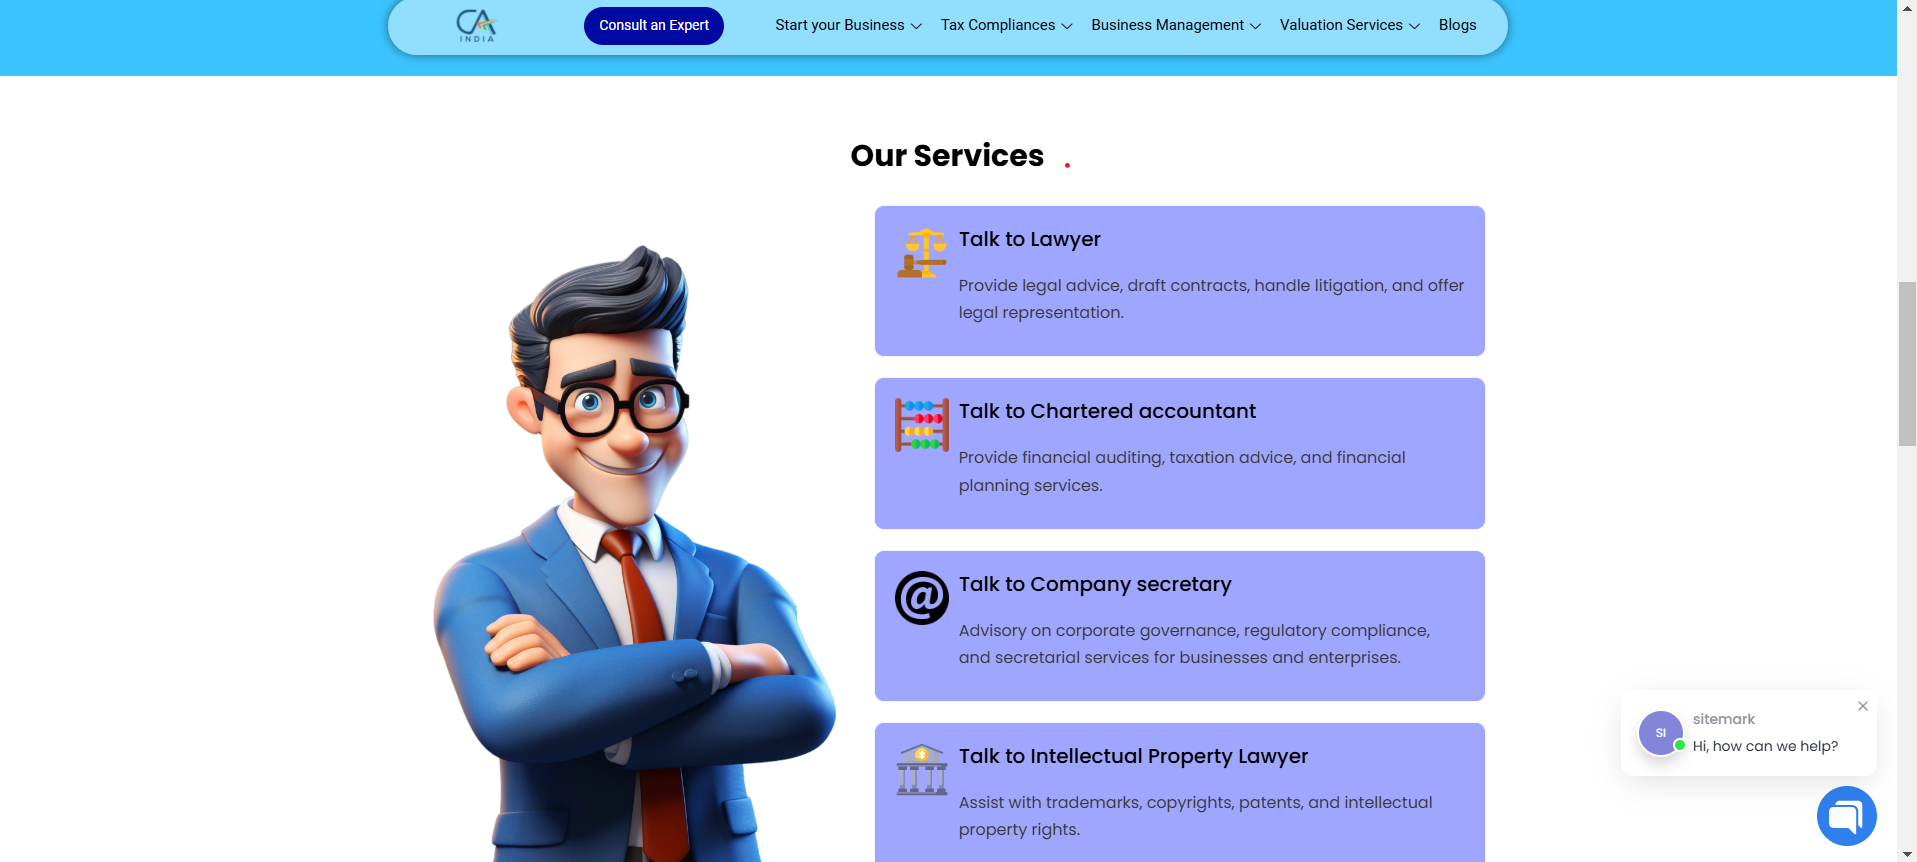 CA
INDIA
Consult an Expert
Start your Business
Tax Compliances
Business Management
Valuation Services
Blogs
Our Services
Talk to Lawyer
Provide legal advice, draft contracts, handle litigation, and offer
legal representation.
Talk to Chartered accountant
Provide financial auditing, taxation advice, and financial
planning services.
@
Talk to Company secretary
Advisory on corporate governance, regulatory compliance,
and secretarial services for businesses and enterprises.
$
Talk to Intellectual Property Lawyer
Assist with trademarks, copyrights, patents, and intellectual
property rights.
SI
sitemark
Hi, how can we help?